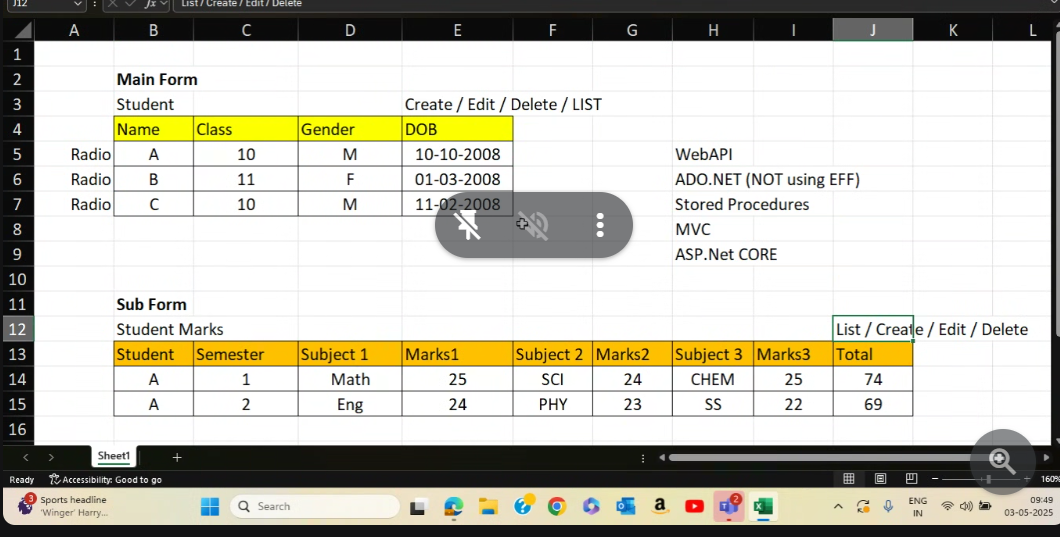 J12 fx List / Create / Edit / Delete
A B C D E F G H I J K L
1
2 Main Form
3 Student Create / Edit / Delete / LIST
4 Name Class Gender DOB
5 Radio A 10 M 10-10-2008 WebAPI
6 Radio B 11 F 01-03-2008 ADO.NET (NOT using EFF)
7 Radio C 10 M 11-02-2008 Stored Procedures
8 MVC
9 ASP.Net CORE
10
11 Sub Form
12 Student Marks List / Create / Edit / Delete
13 Student Semester Subject 1 Marks1 Subject 2 Marks2 Subject 3 Marks3 Total
14 A 1 Math 25 SCI 24 CHEM 25 74
15 A 2 Eng 24 PHY 23 SS 22 69
16
Sheet1
Ready Accessibility: Good to go 160%
3 Sports headline
'Winger' Harry...
Search
2
ENG
IN
09:49
03-05-2025